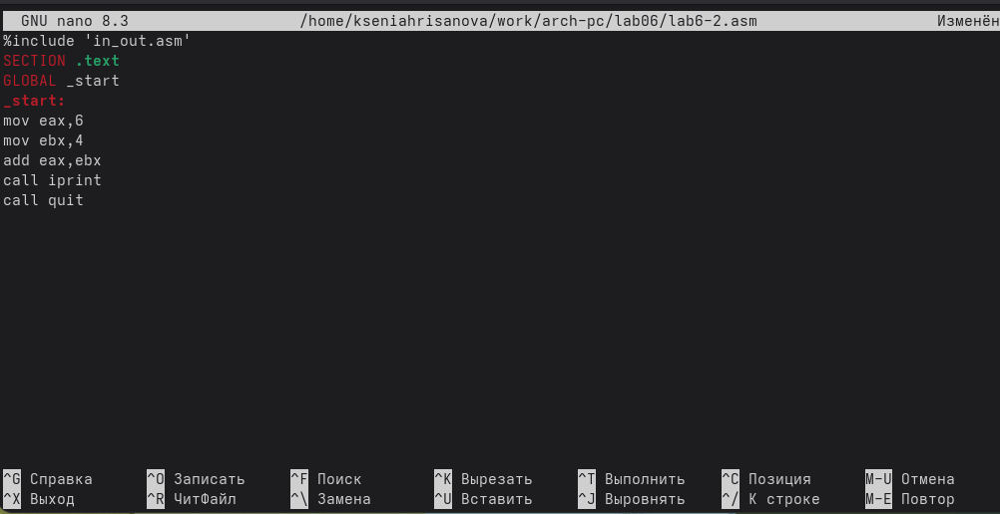 GNU nano 8.3 /home/kseniahrisanova/work/arch-pc/lab06/lab6-2.asm Изменён
%include 'in_out.asm'
SECTION .text
GLOBAL _start
_start:
mov eax,6
mov ebx,4
add eax,ebx
call iprint
call quit
^G Справка ^O Записать ^F Поиск ^K Вырезать ^T Выполнить ^C Позиция M-U Отмена
^X Выход ^R ЧитФайл ^\ Замена ^U Вставить ^J Выровнять ^/ К строке M-E Повтор